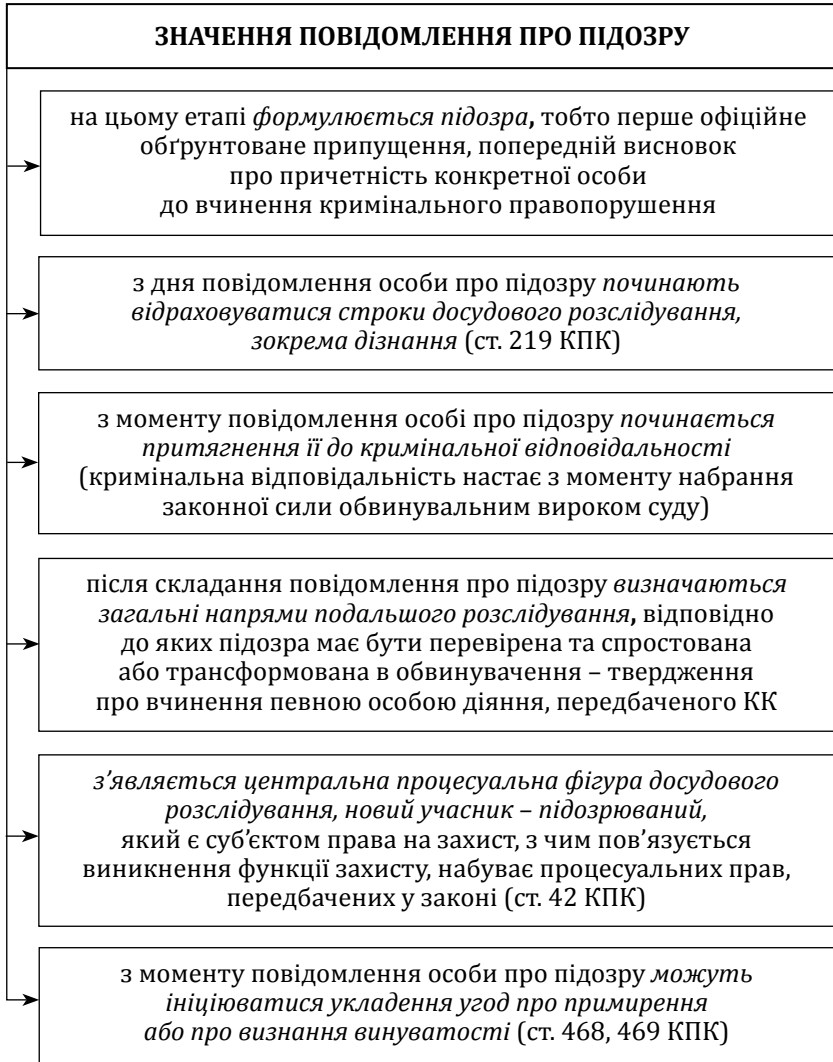 ЗНАЧЕННЯ ПОВІДОМЛЕННЯ ПРО ПІДОЗРУ
на цьому етапі формулюється підозра, тобто перше офіційне
обґрунтоване припущення, попередній висновок
про причетність конкретної особи
до вчинення кримінального правопорушення
з дня повідомлення особи про підозру починають
відраховуватися строки досудового розслідування,
зокрема дізнання (ст. 219 КПК)
з моменту повідомлення особі про підозру починається
притягнення її до кримінальної відповідальності
(кримінальна відповідальність настає з моменту набрання
законної сили обвинувальним вироком суду)
після складання повідомлення про підозру визначаються
загальні напрями подальшого розслідування, відповідно
до яких підозра має бути перевірена та спростована
або трансформована в обвинувачення – твердження
про вчинення певною особою діяння, передбаченого КК
з’являється центральна процесуальна фігура досудового
розслідування, новий учасник – підозрюваний,
який є суб’єктом права на захист, з чим пов’язується
виникнення функції захисту, набуває процесуальних прав,
передбачених у законі (ст. 42 КПК)
з моменту повідомлення особи про підозру можуть
ініціюватися укладення угод про примирення
або про визнання винуватості (ст. 468, 469 КПК)